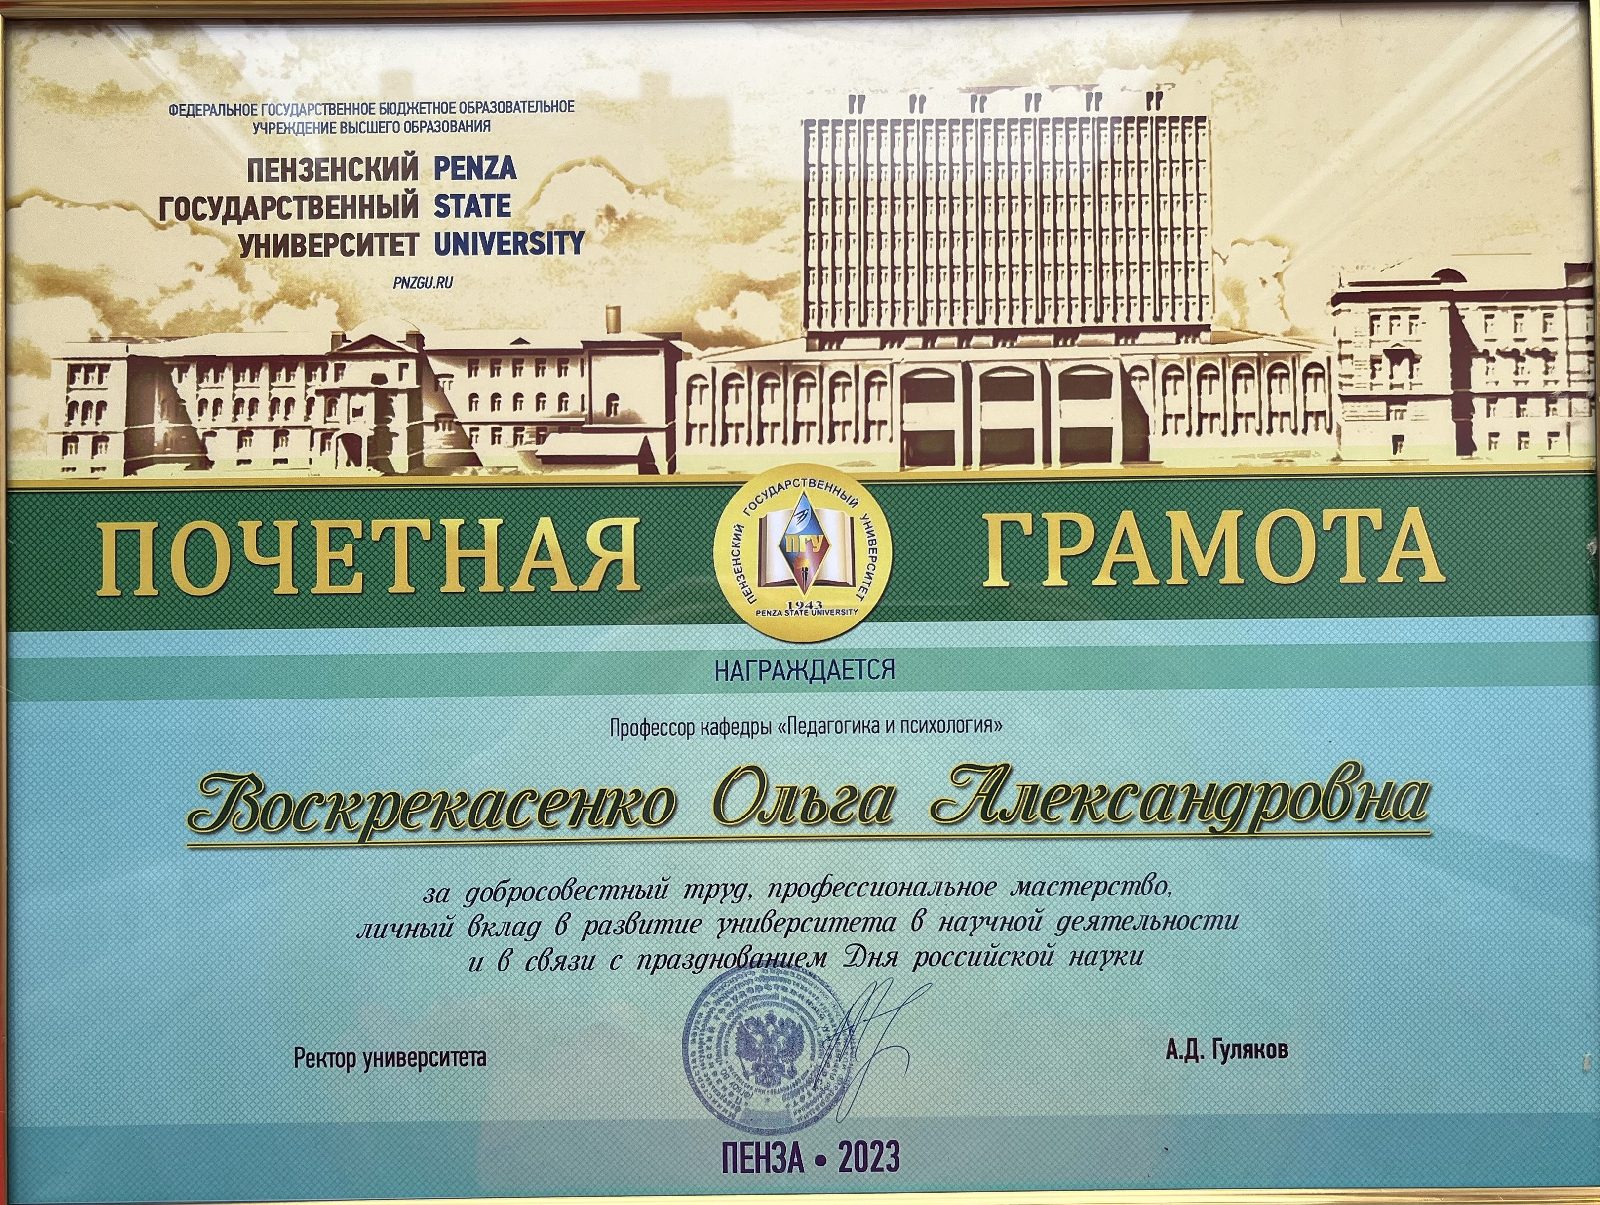 ФЕДЕРАЛЬНОЕ ГОСУДАРСТВЕННОЕ БЮДЖЕТНОЕ ОБРАЗОВАТЕЛЬНОЕ
УЧРЕЖДЕНИЕ ВЫСШЕГО ОБРАЗОВАНИЯ
ПЕНЗЕНСКИЙ PENZA
ГОСУДАРСТВЕННЫЙ STATE
УНИВЕРСИТЕТ UNIVERSITY
PNZGU.RU
ПОЧЕТНАЯ ГРАМОТА
ПЕНЗЕНСКИЙ ГОСУДАРСТВЕННЫЙ УНИВЕРСИТЕТ
ПГУ
1943
PENZA STATE UNIVERSITY
НАГРАЖДАЕТСЯ
Профессор кафедры «Педагогика и психология»
Воскрекасенко Ольга Александровна
за добросовестный труд, профессиональное мастерство,
личный вклад в развитие университета в научной деятельности
и в связи с празднованием Дня российской науки
Ректор университета
А.Д. Гуляков
ПЕНЗА • 2023